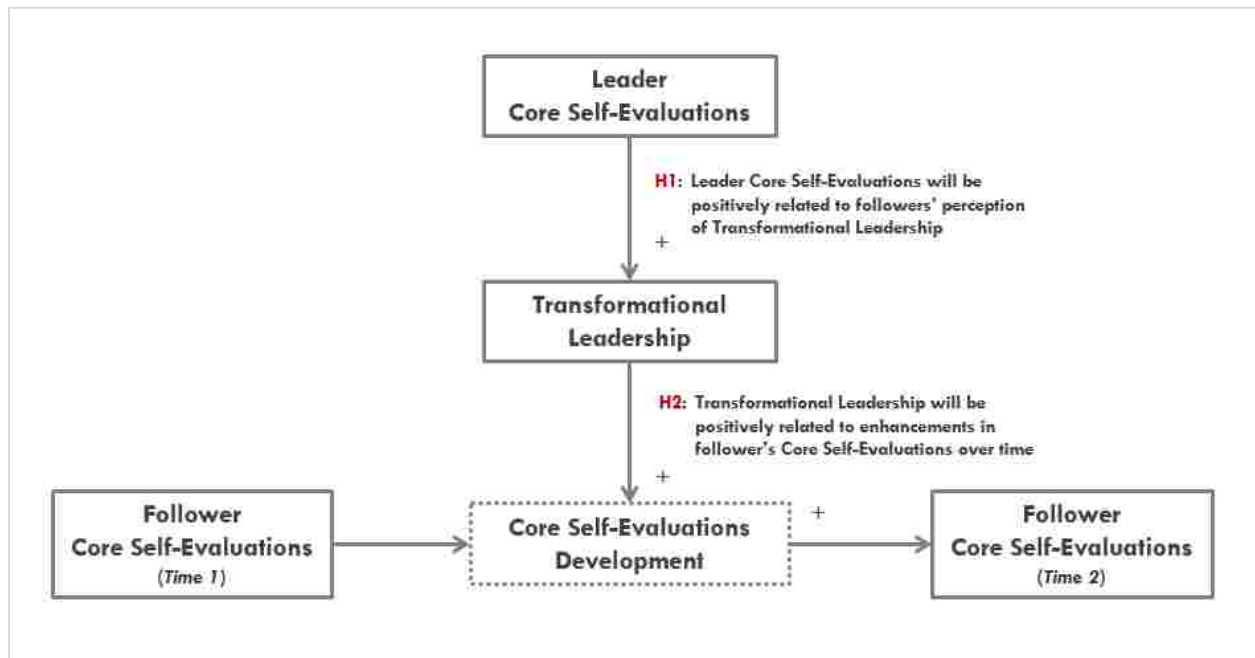 Leader
Core Self-Evaluations
H1: Leader Core Self-Evaluations will be
positively related to followers' perception
of Transformational Leadership
+
Transformational
Leadership
H2: Transformational Leadership will be
positively related to enhancements in
follower's Core Self-Evaluations over time
+
Follower
Core Self-Evaluations
(Time 1)
Core Self-Evaluations
Development
+
Follower
Core Self-Evaluations
(Time 2)